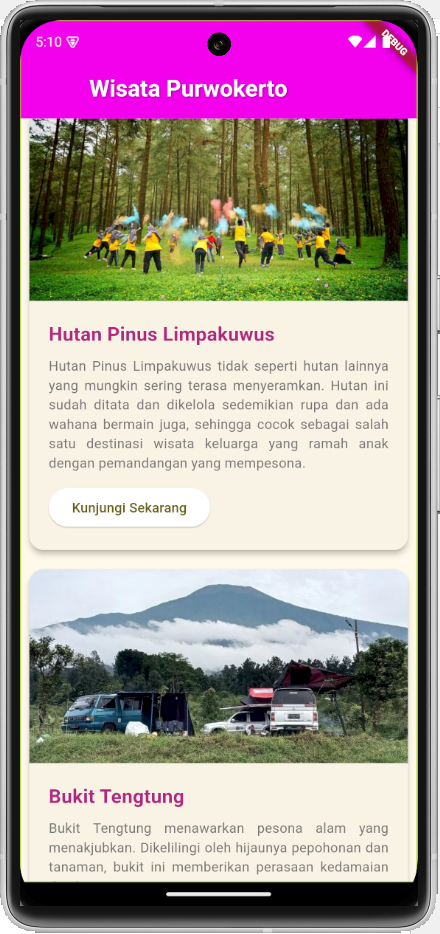 5:10
DEBUG
Wisata Purwokerto
Hutan Pinus Limpakuwus
Hutan Pinus Limpakuwus tidak seperti hutan lainnya
yang mungkin sering terasa menyeramkan. Hutan ini
sudah ditata dan dikelola sedemikian rupa dan ada
wahana bermain juga, sehingga cocok sebagai salah
satu destinasi wisata keluarga yang ramah anak
dengan pemandangan yang mempesona.
Kunjungi Sekarang
Bukit Tengtung
Bukit Tengtung menawarkan pesona alam yang
menakjubkan. Dikelilingi oleh hijaunya pepohonan dan
tanaman, bukit ini memberikan perasaan kedamaian